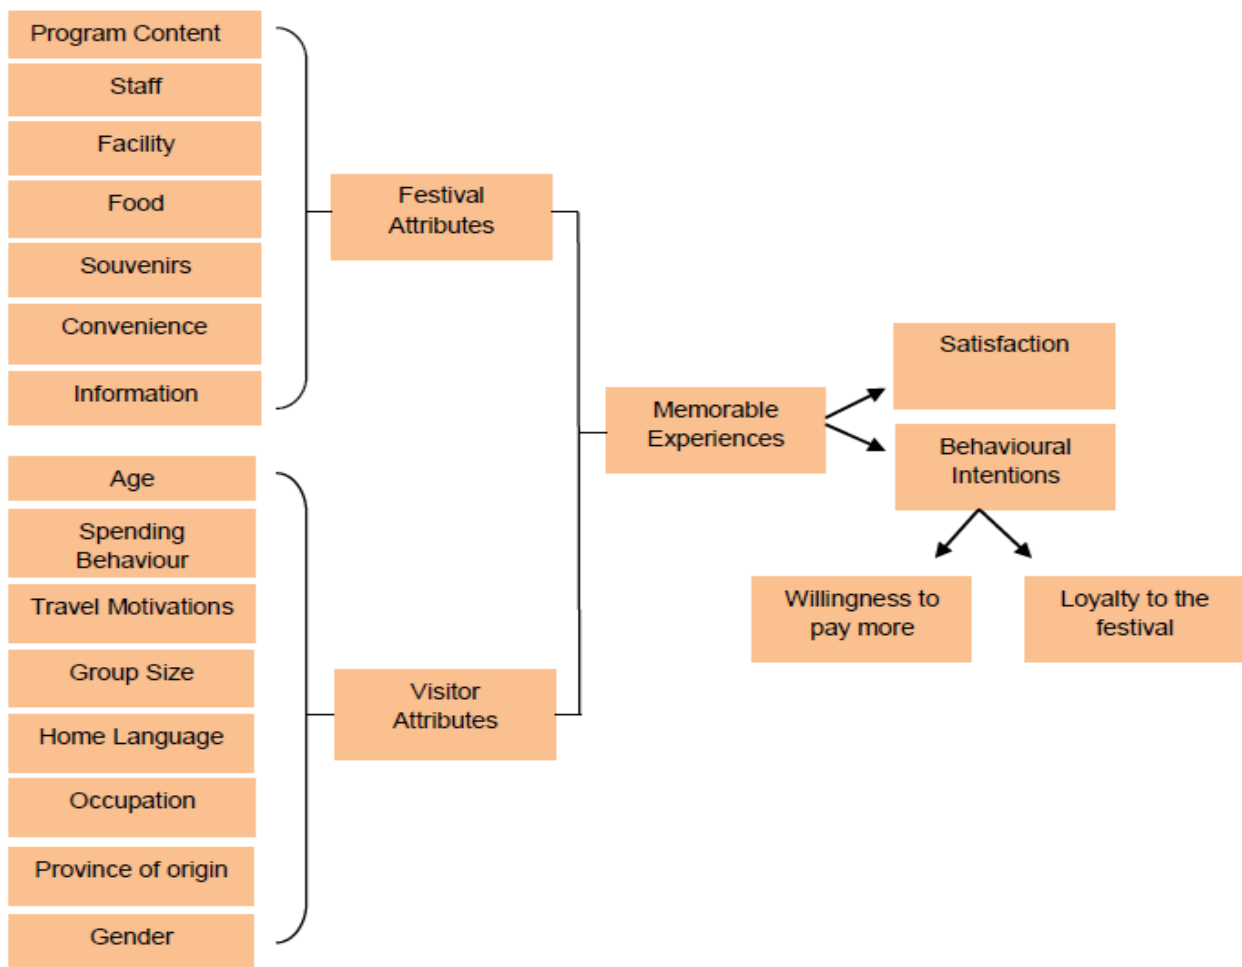 Program Content
Staff
Facility
Food
Souvenirs
Convenience
Information
Festival
Attributes
Age
Spending
Behaviour
Travel Motivations
Group Size
Home Language
Occupation
Province of origin
Gender
Visitor
Attributes
Memorable
Experiences
Satisfaction
Behavioural
Intentions
Willingness to
pay more
Loyalty to the
festival